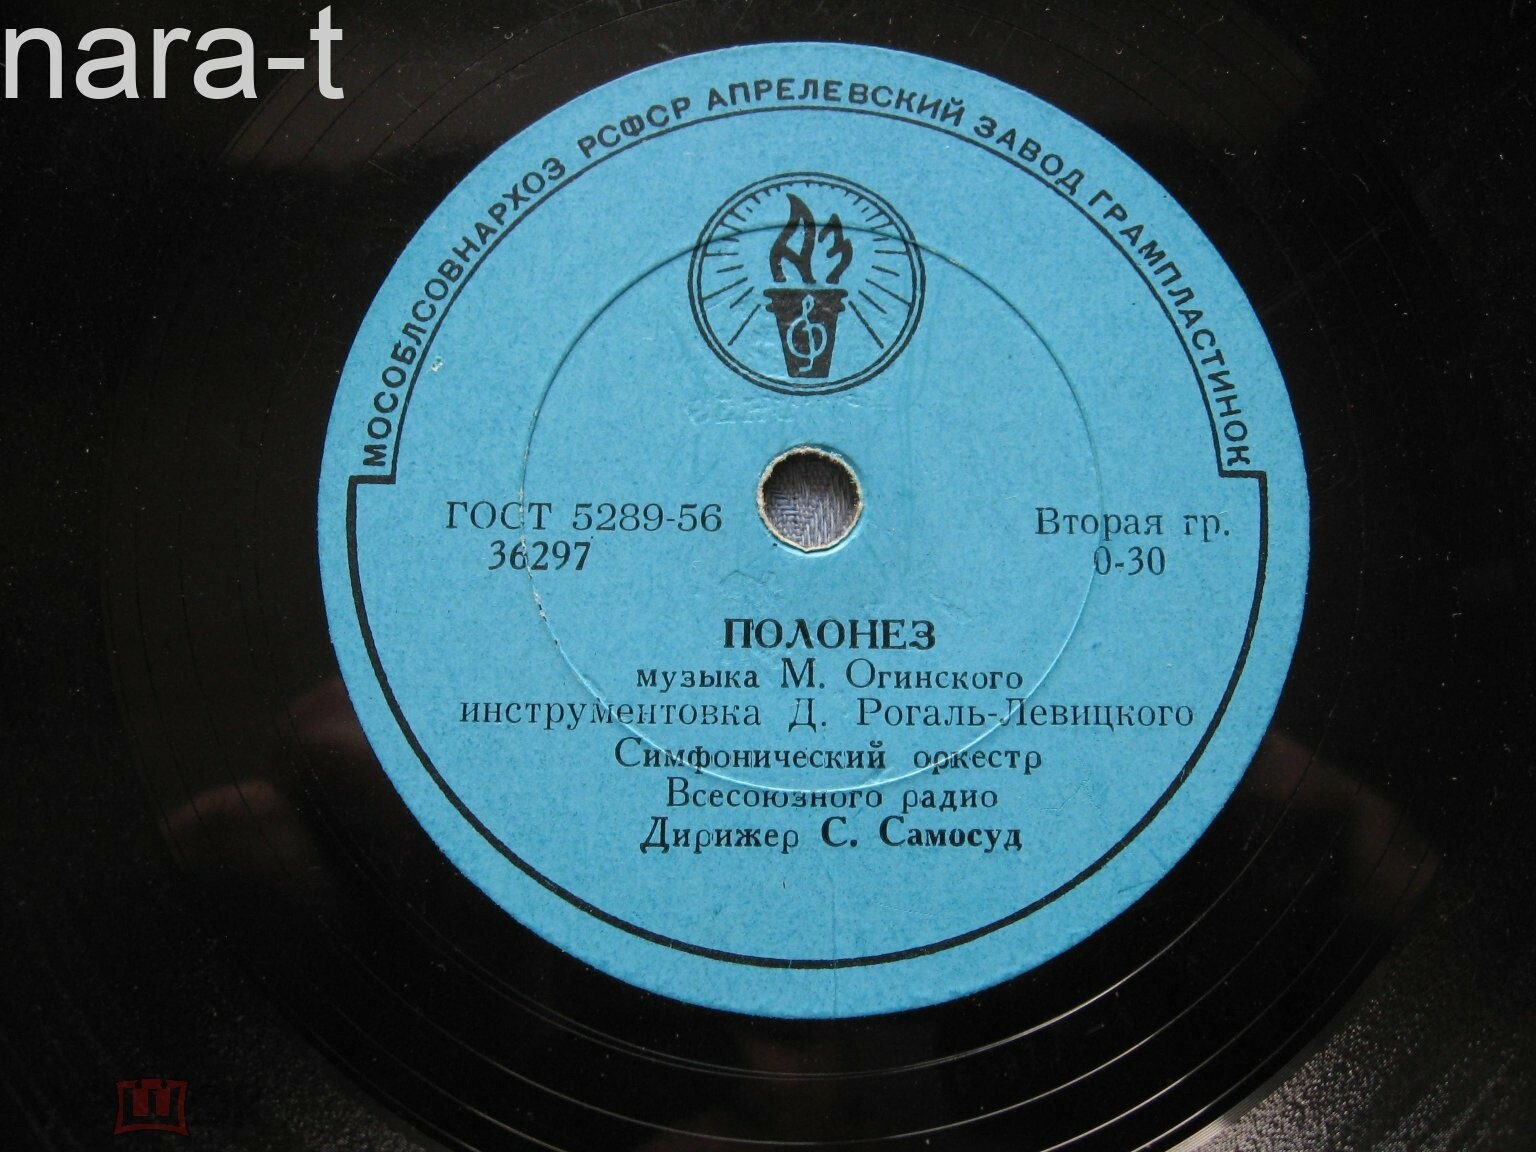 nara-t
МОСОБЛСОВНАРХОЗ РСФСР АПРЕЛЕВСКИЙ ЗАВОД ГРАМПЛАСТИНОК
АЗ
ГОСТ 5289-56
36297
Вторая гр.
0-30
ПОЛОНЕЗ
музыка М. Огинского
инструментовка Д. Рогаль-Левицкого
Симфонический оркестр
Всесоюзного радио
Дирижер С. Самосуд